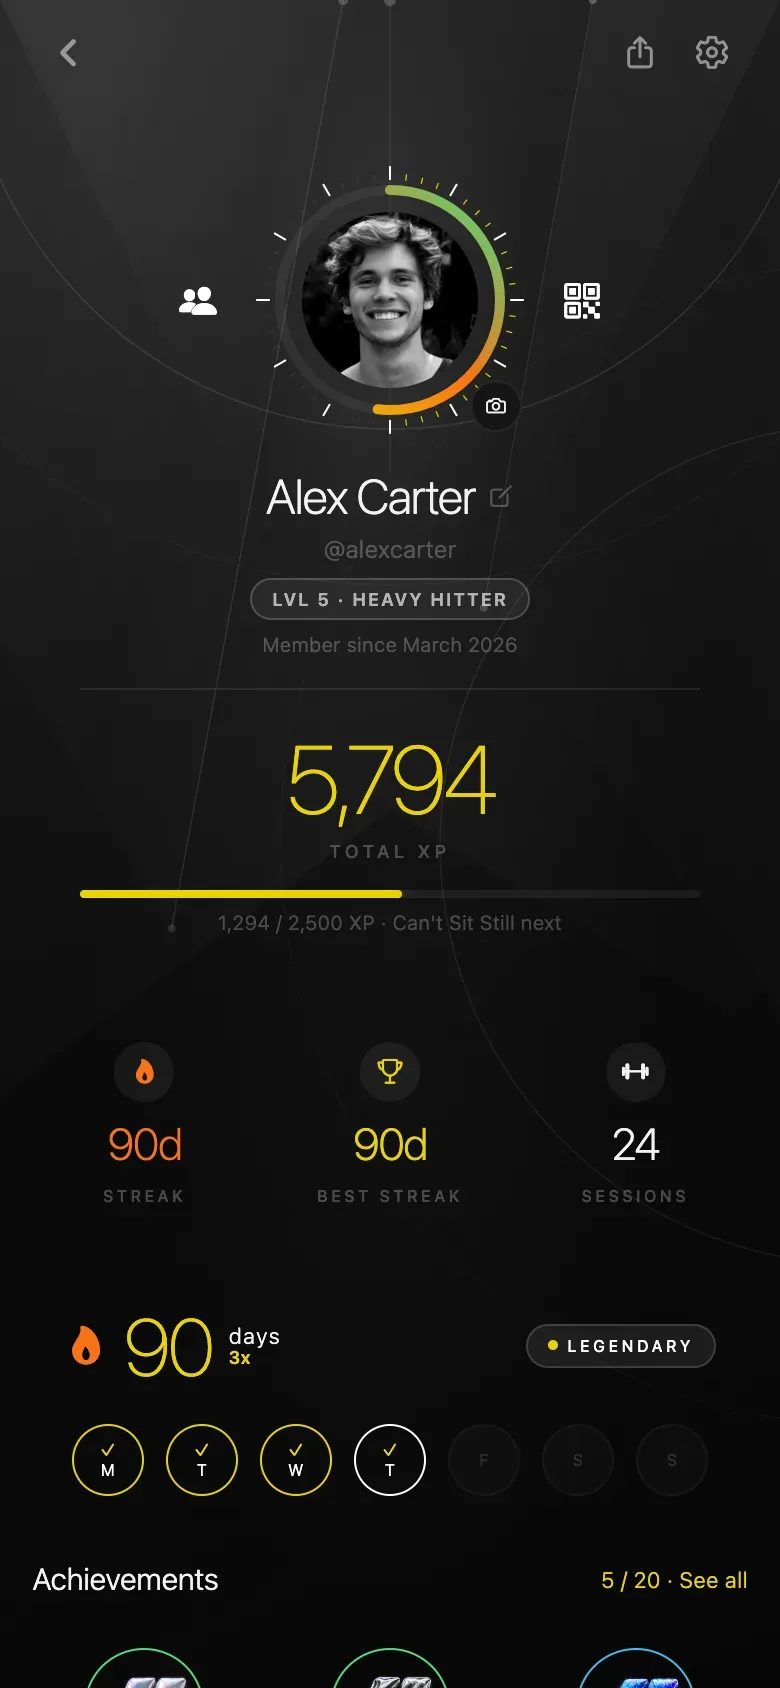 Alex Carter
@alexcarter
LVL 5 · HEAVY HITTER
Member since March 2026
5,794
TOTAL XP
1,294 / 2,500 XP · Can't Sit Still next
90d 90d 24
STREAK BEST STREAK SESSIONS
90 days
3x
LEGENDARY
M T W T F S S
Achievements 5 / 20 · See all